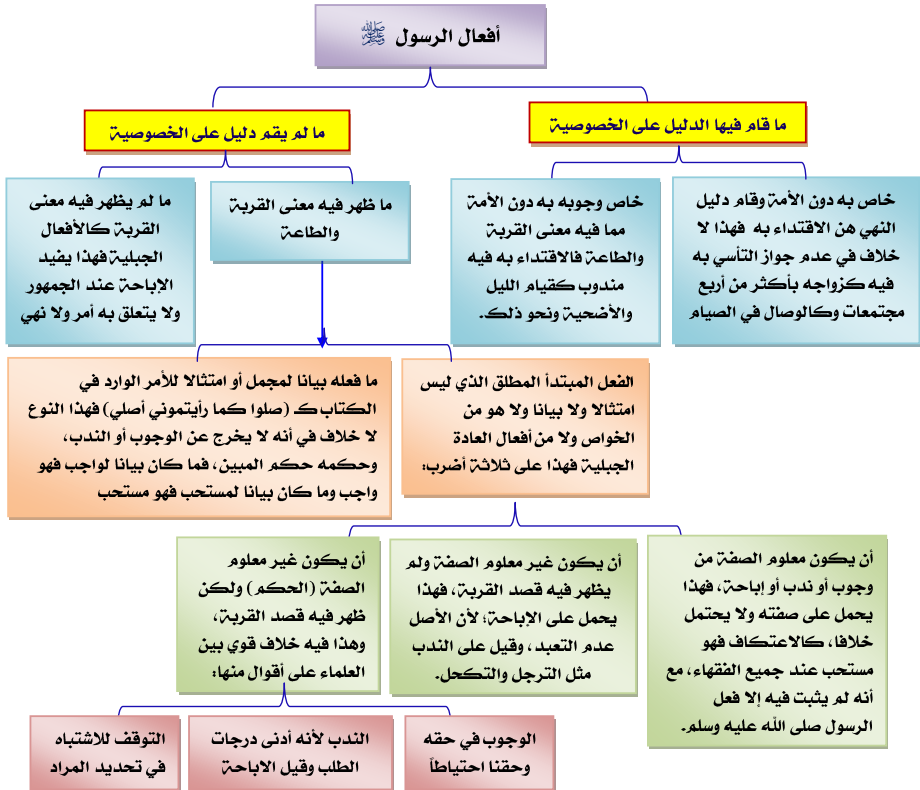 أفعال الرسول ﷺ
ما قام فيها الدليل على الخصوصية
ما لم يقم دليل على الخصوصية
خاص به دون الأمة وقام دليل
النهي هن الاقتداء به فهذا لا
خلاف في عدم جواز التأسي به
فيه كزواجه بأكثر من أربع
مجتمعات وكالوصال في الصيام
خاص وجوبه به دون الأمة
مما فيه معنى القربة
والطاعة فالاقتداء به فيه
مندوب كقيام الليل
والأضحية ونحو ذلك.
ما ظهر فيه معنى القربة
والطاعة
ما لم يظهر فيه معنى
القربة كالأفعال
الجبلية فهذا يفيد
الإباحة عند الجمهور
ولا يتعلق به أمر ولا نهي
الفعل المبتدأ المطلق الذي ليس
امتثالا ولا بيانا ولا هو من
الخواص ولا من أفعال العادة
الجبلية فهذا على ثلاثة أضرب:
ما فعله بيانا لمجمل أو امتثالا للأمر الوارد في
الكتاب كـ (صلوا كما رأيتموني أصلي) فهذا النوع
لا خلاف في أنه لا يخرج عن الوجوب أو الندب،
وحكمه حكم المبين، فما كان بيانا لواجب فهو
واجب وما كان بيانا لمستحب فهو مستحب
أن يكون معلوم الصفة من
وجوب أو ندب أو إباحة، فهذا
يحمل على صفته ولا يحتمل
خلافا، كالاعتكاف فهو
مستحب عند جميع الفقهاء، مع
أنه لم يثبت فيه إلا فعل
الرسول صلى الله عليه وسلم.
أن يكون غير معلوم الصفة ولم
يظهر فيه قصد القربة، فهذا
يحمل على الإباحة؛ لأن الأصل
عدم التعبد، وقيل على الندب
مثل الترجل والتكحل.
أن يكون غير معلوم
الصفة (الحكم) ولكن
ظهر فيه قصد القربة،
وهذا فيه خلاف قوي بين
العلماء على أقوال منها:
الوجوب في حقه
وحقنا احتياطاً
الندب لأنه أدنى درجات
الطلب وقيل الاباحة
التوقف للاشتباه
في تحديد المراد